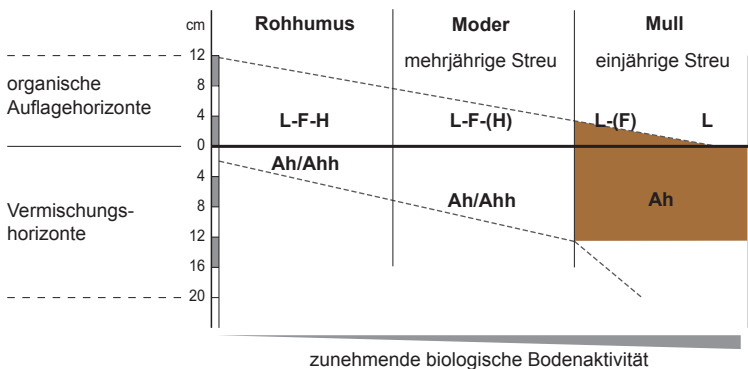 cm Rohhumus Moder Mull
12 mehrjährige Streu einjährige Streu
organische
Auflagehorizonte
8
4 L-F-H L-F-(H) L-(F) L
0
Ah/Ahh
4
Vermischungs-
horizonte
8 Ah/Ahh Ah
12
16
20
zunehmende biologische Bodenaktivität